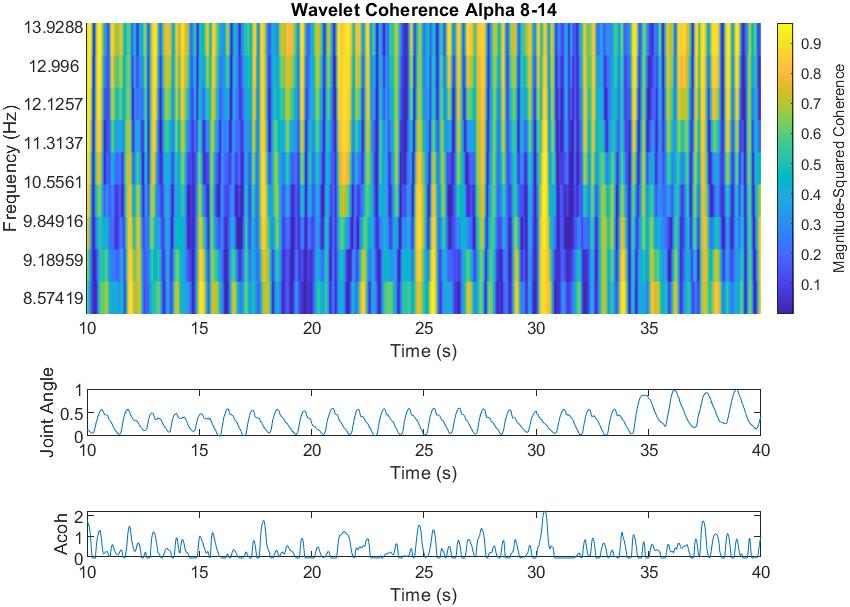 Wavelet Coherence Alpha 8-14
13.9288
12.996
12.1257
11.3137
10.5561
9.84916
9.18959
8.57419
Frequency (Hz)
10 15 20 25 30 35
Time (s)
0.9
0.8
0.7
0.6
0.5
0.4
0.3
0.2
0.1
Magnitude-Squared Coherence
Joint Angle
1
0.5
0
10 15 20 25 30 35 40
Time (s)
Acoh
2
1
0
10 15 20 25 30 35 40
Time (s)